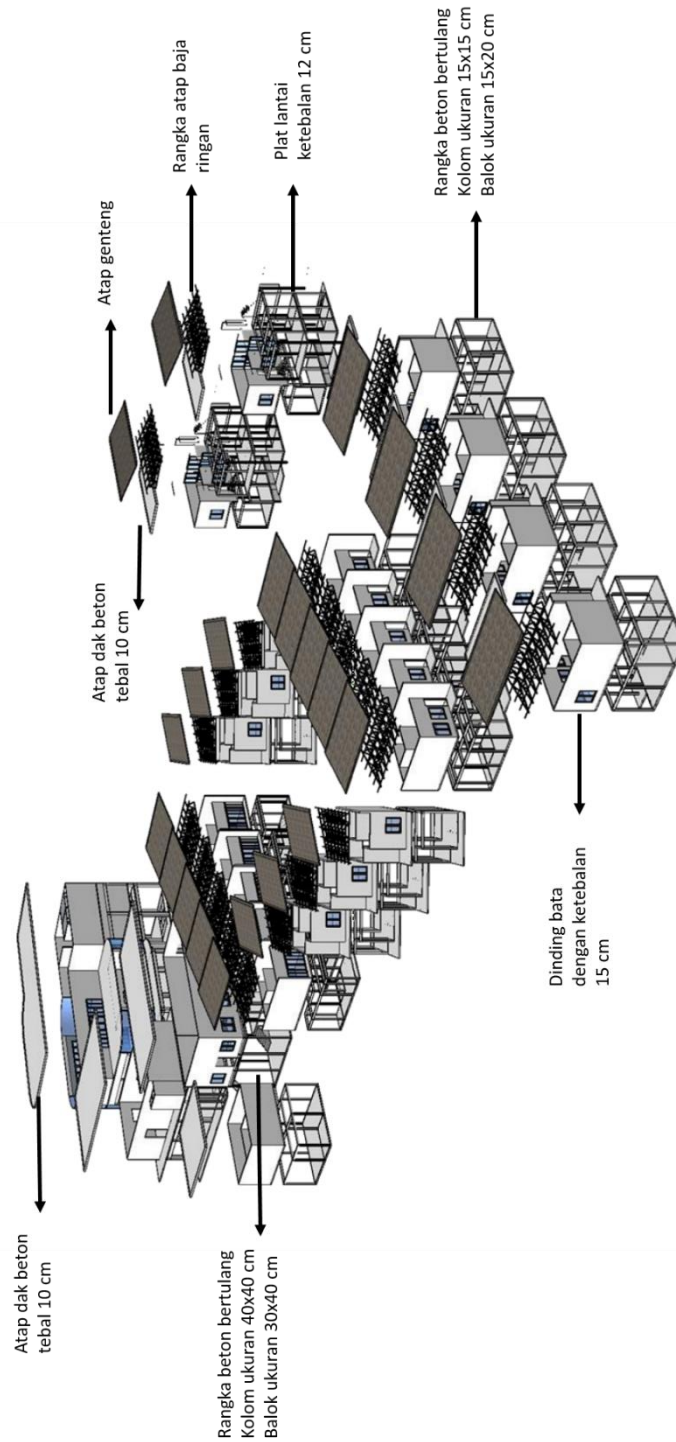 Atap dak beton
tebal 10 cm
Rangka beton bertulang
Kolom ukuran 40x40 cm
Balok ukuran 30x40 cm
Atap dak beton
tebal 10 cm
Atap genteng
Rangka atap baja
ringan
Plat lantai
ketebalan 12 cm
Rangka beton bertulang
Kolom ukuran 15x15 cm
Balok ukuran 15x20 cm
Dinding bata
dengan ketebalan
15 cm